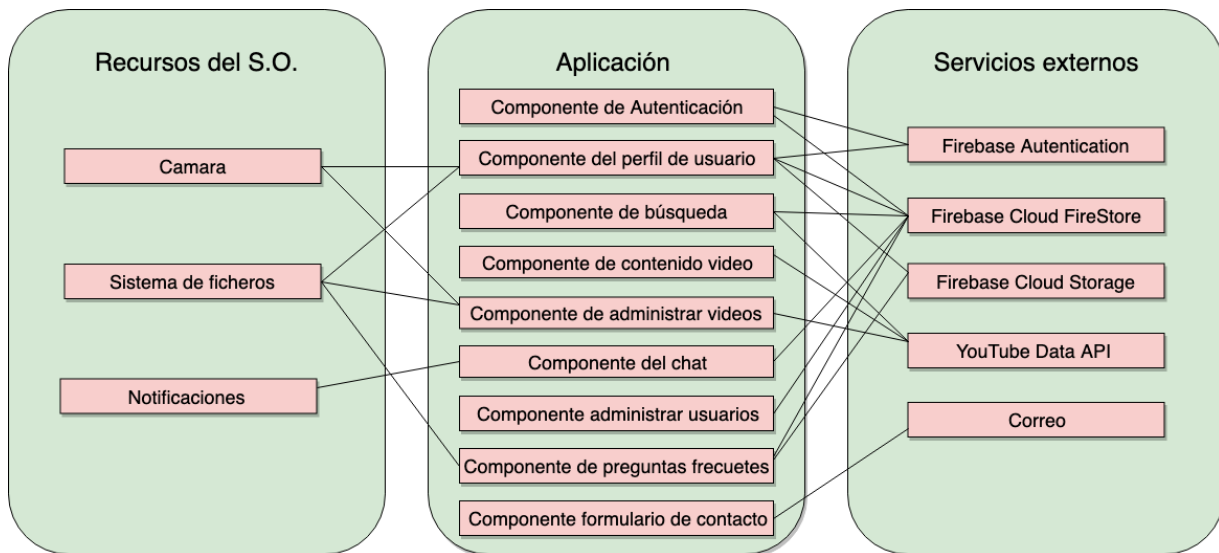 Recursos del S.O.
Camara
Sistema de ficheros
Notificaciones
Aplicación
Componente de Autenticación
Componente del perfil de usuario
Componente de búsqueda
Componente de contenido video
Componente de administrar videos
Componente del chat
Componente administrar usuarios
Componente de preguntas frecuetes
Componente formulario de contacto
Servicios externos
Firebase Autentication
Firebase Cloud FireStore
Firebase Cloud Storage
YouTube Data API
Correo